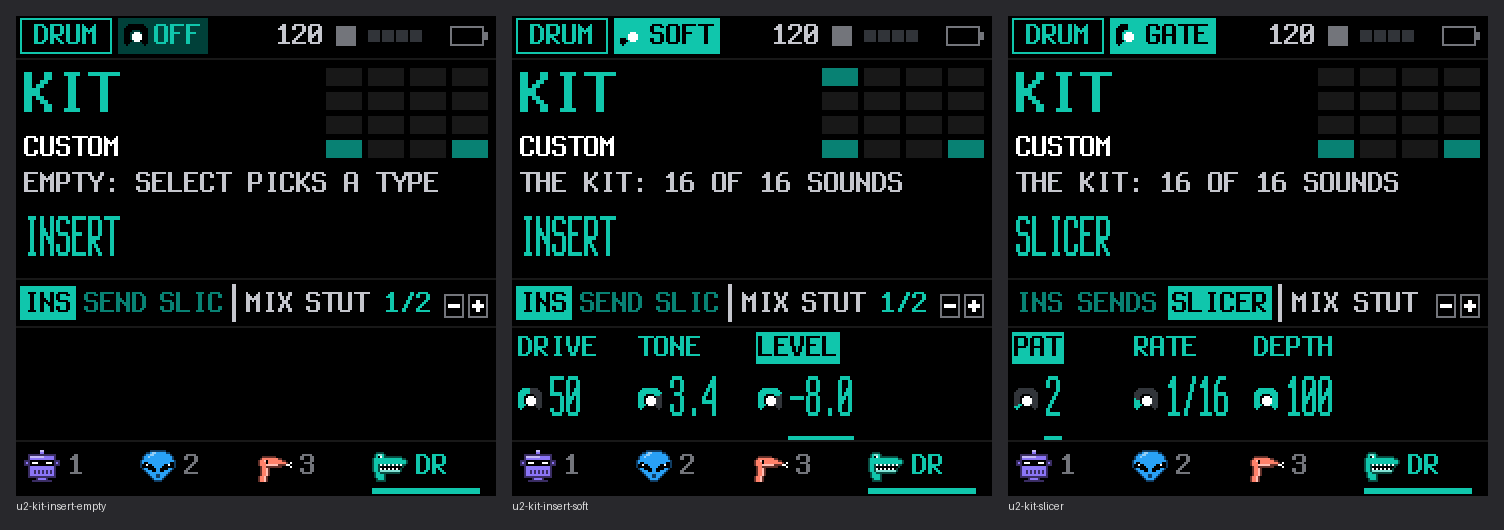 DRUM OFF 120
KIT
CUSTOM
EMPTY: SELECT PICKS A TYPE
INSERT
INS SEND SLIC MIX STUT 1/2 - +
1 2 3 DR
u2-kit-insert-empty
DRUM SOFT 120
KIT
CUSTOM
THE KIT: 16 OF 16 SOUNDS
INSERT
INS SEND SLIC MIX STUT 1/2 - +
DRIVE TONE LEVEL
50 3.4 -8.0
1 2 3 DR
u2-kit-insert-soft
DRUM GATE 120
KIT
CUSTOM
THE KIT: 16 OF 16 SOUNDS
SLICER
INS SENDS SLICER MIX STUT - +
PAT RATE DEPTH
2 1/16 100
1 2 3 DR
u2-kit-slicer